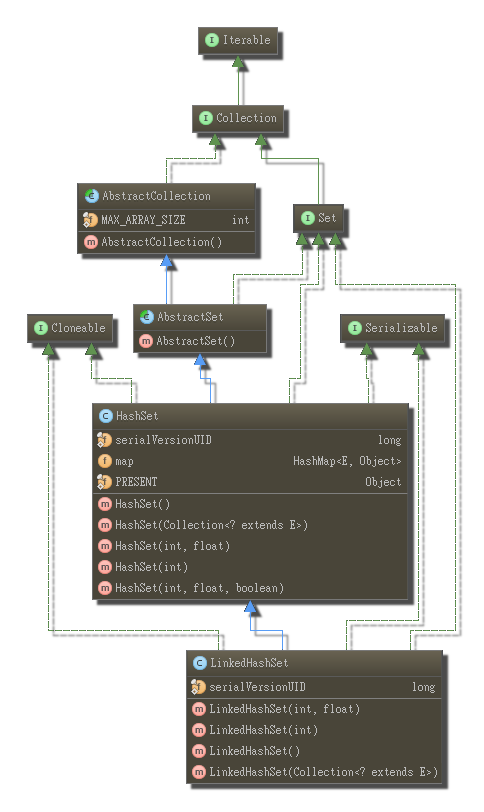 I Iterable
I Collection
C AbstractCollection
f MAX_ARRAY_SIZE int
m AbstractCollection()
I Set
C AbstractSet
m AbstractSet()
I Cloneable
I Serializable
C HashSet
f serialVersionUID long
f map HashMap<E, Object>
f PRESENT Object
m HashSet()
m HashSet(Collection<? extends E>)
m HashSet(int, float)
m HashSet(int)
m HashSet(int, float, boolean)
C LinkedHashSet
f serialVersionUID long
m LinkedHashSet(int, float)
m LinkedHashSet(int)
m LinkedHashSet()
m LinkedHashSet(Collection<? extends E>)